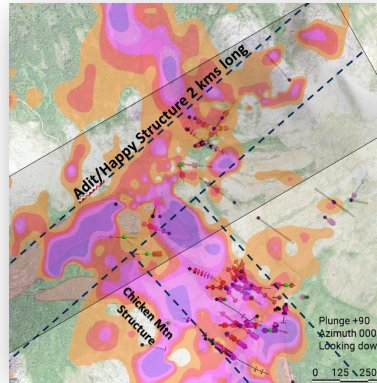 Adit/Happy Structure 2 kms long
Chicken Mtn
Structure
Plunge +90
Azimuth 000
Looking dow
0 125 250